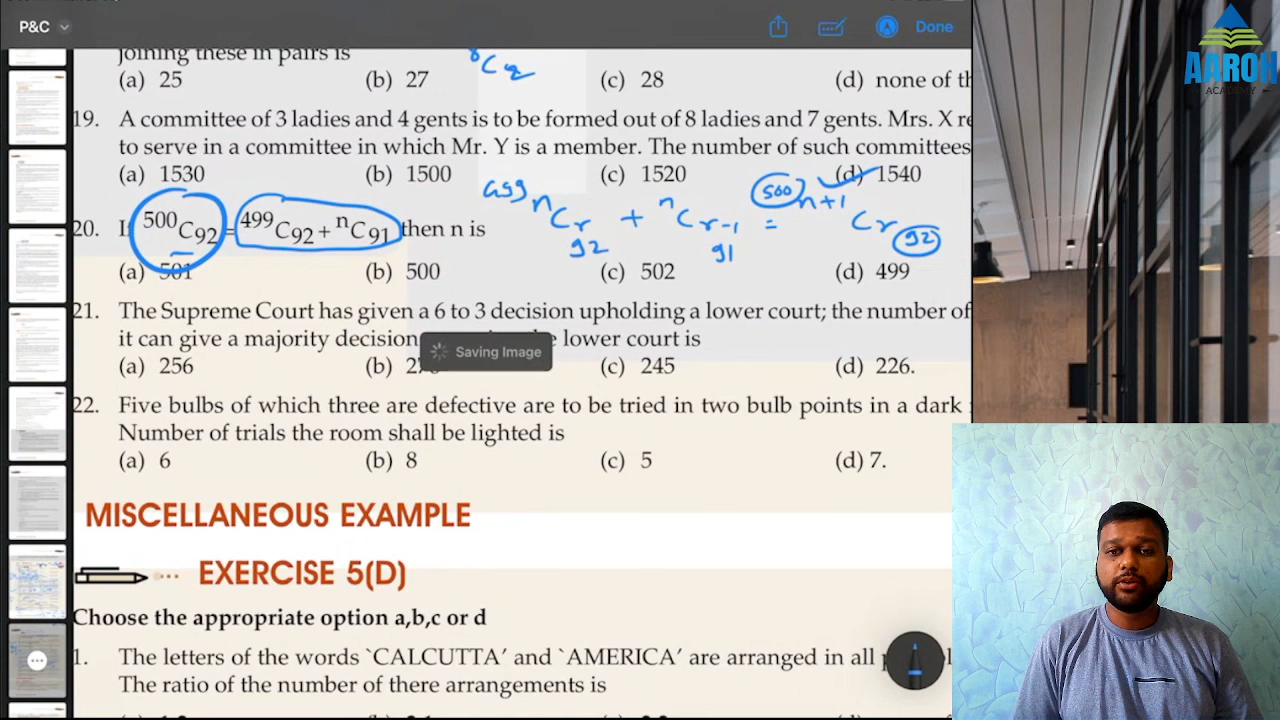 P&C
Done
AAROH
ACADEMY
joining these in pairs is
⁸C₂
(a) 25 (b) 27 (c) 28 (d) none of th
19. A committee of 3 ladies and 4 gents is to be formed out of 8 ladies and 7 gents. Mrs. X re
to serve in a committee in which Mr. Y is a member. The number of such committees
(a) 1530 (b) 1500 (c) 1520 (d) 1540
20. I ⁵⁰⁰C₉₂ = ⁴⁹⁹C₉₂ + ⁿC₉₁ then n is
499 ⁿCᵣ + ⁿCᵣ₋₁ = ⁿ⁺¹Cᵣ
500
92 91 92
(a) 501 (b) 500 (c) 502 (d) 499
21. The Supreme Court has given a 6 to 3 decision upholding a lower court; the number of
it can give a majority decision lower court is
Saving Image
(a) 256 (b) (c) 245 (d) 226.
22. Five bulbs of which three are defective are to be tried in two bulb points in a dark
Number of trials the room shall be lighted is
(a) 6 (b) 8 (c) 5 (d) 7.
MISCELLANEOUS EXAMPLE
EXERCISE 5(D)
Choose the appropriate option a,b,c or d
1. The letters of the words `CALCUTTA' and `AMERICA' are arranged in all
The ratio of the number of there arrangements is